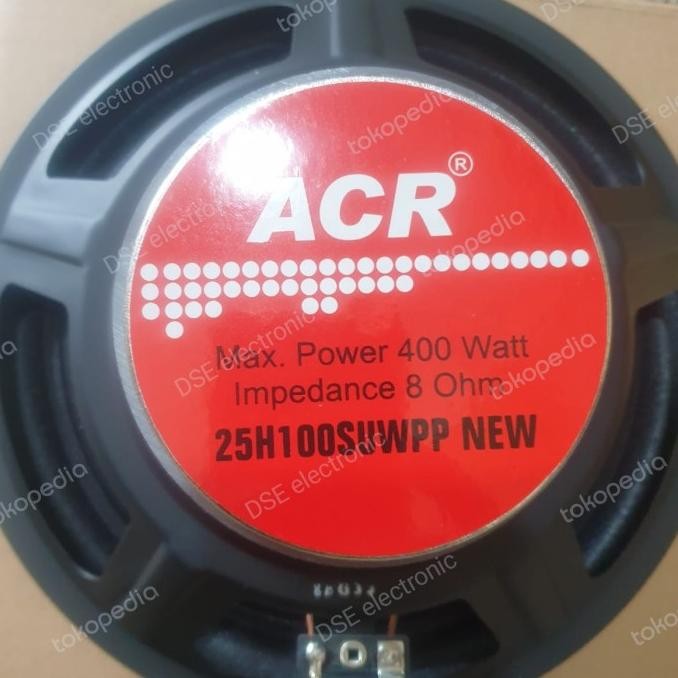 ACR®
Max. Power 400 Watt
Impedance 8 Ohm
25H100SUWPP NEW
DSE electronic
tokopedia